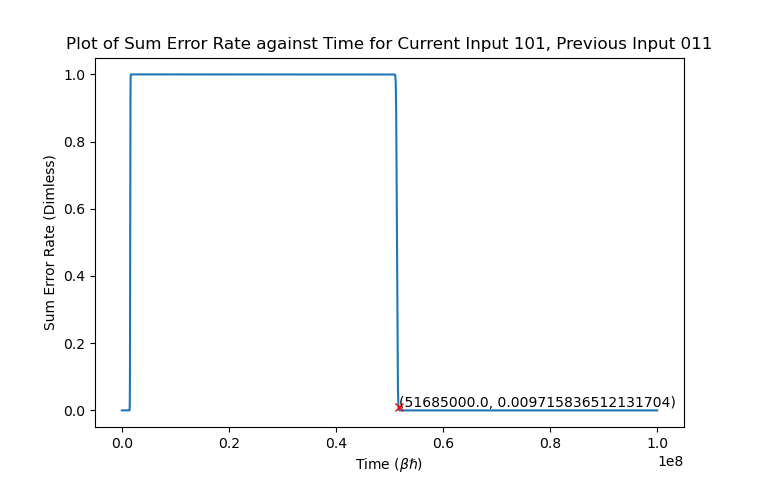 Plot of Sum Error Rate against Time for Current Input 101, Previous Input 011
1.0
0.8
0.6
0.4
0.2
0.0
Sum Error Rate (Dimless)
(51685000.0, 0.009715836512131704)
0.0 0.2 0.4 0.6 0.8 1.0
1e8
Time (βħ)